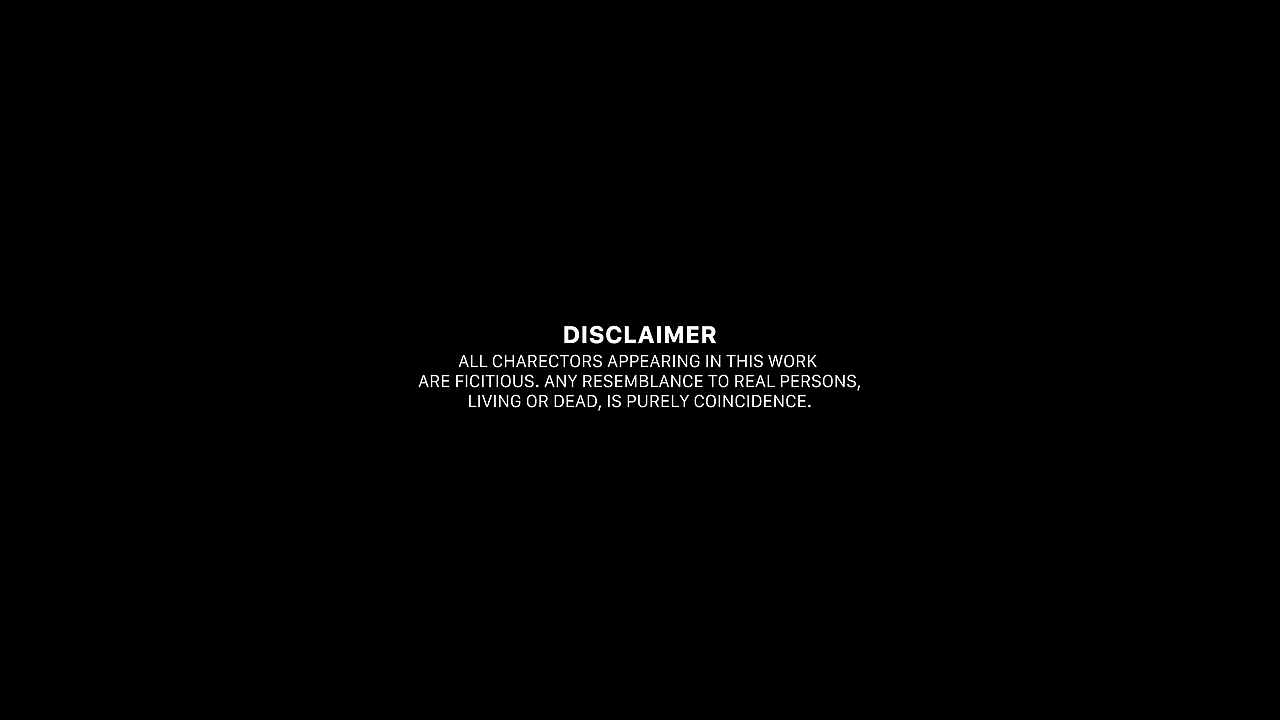 DISCLAIMER
ALL CHARECTORS APPEARING IN THIS WORK
ARE FICITIOUS. ANY RESEMBLANCE TO REAL PERSONS,
LIVING OR DEAD, IS PURELY COINCIDENCE.